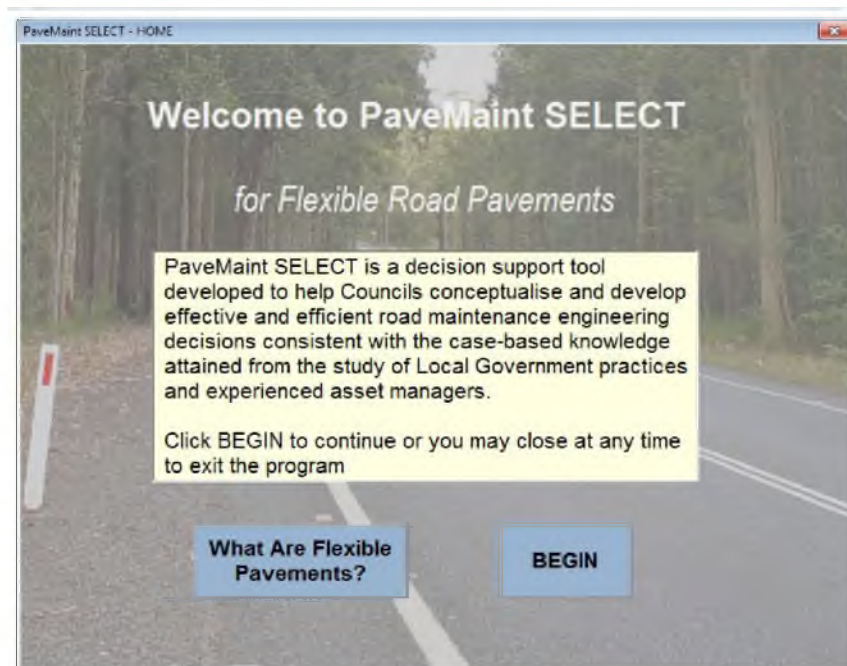 PaveMaint SELECT - HOME
Welcome to PaveMaint SELECT
for Flexible Road Pavements
PaveMaint SELECT is a decision support tool
developed to help Councils conceptualise and develop
effective and efficient road maintenance engineering
decisions consistent with the case-based knowledge
attained from the study of Local Government practices
and experienced asset managers.
Click BEGIN to continue or you may close at any time
to exit the program
What Are Flexible
Pavements?
BEGIN